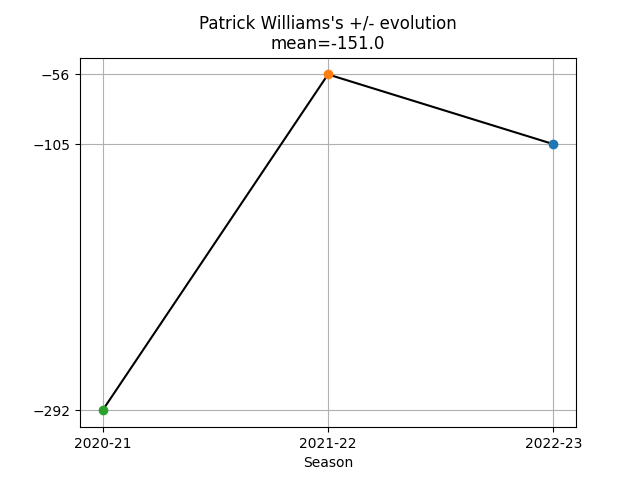 Patrick Williams's +/- evolution
mean=-151.0
−56
−105
−292
2020-21 2021-22 2022-23
Season